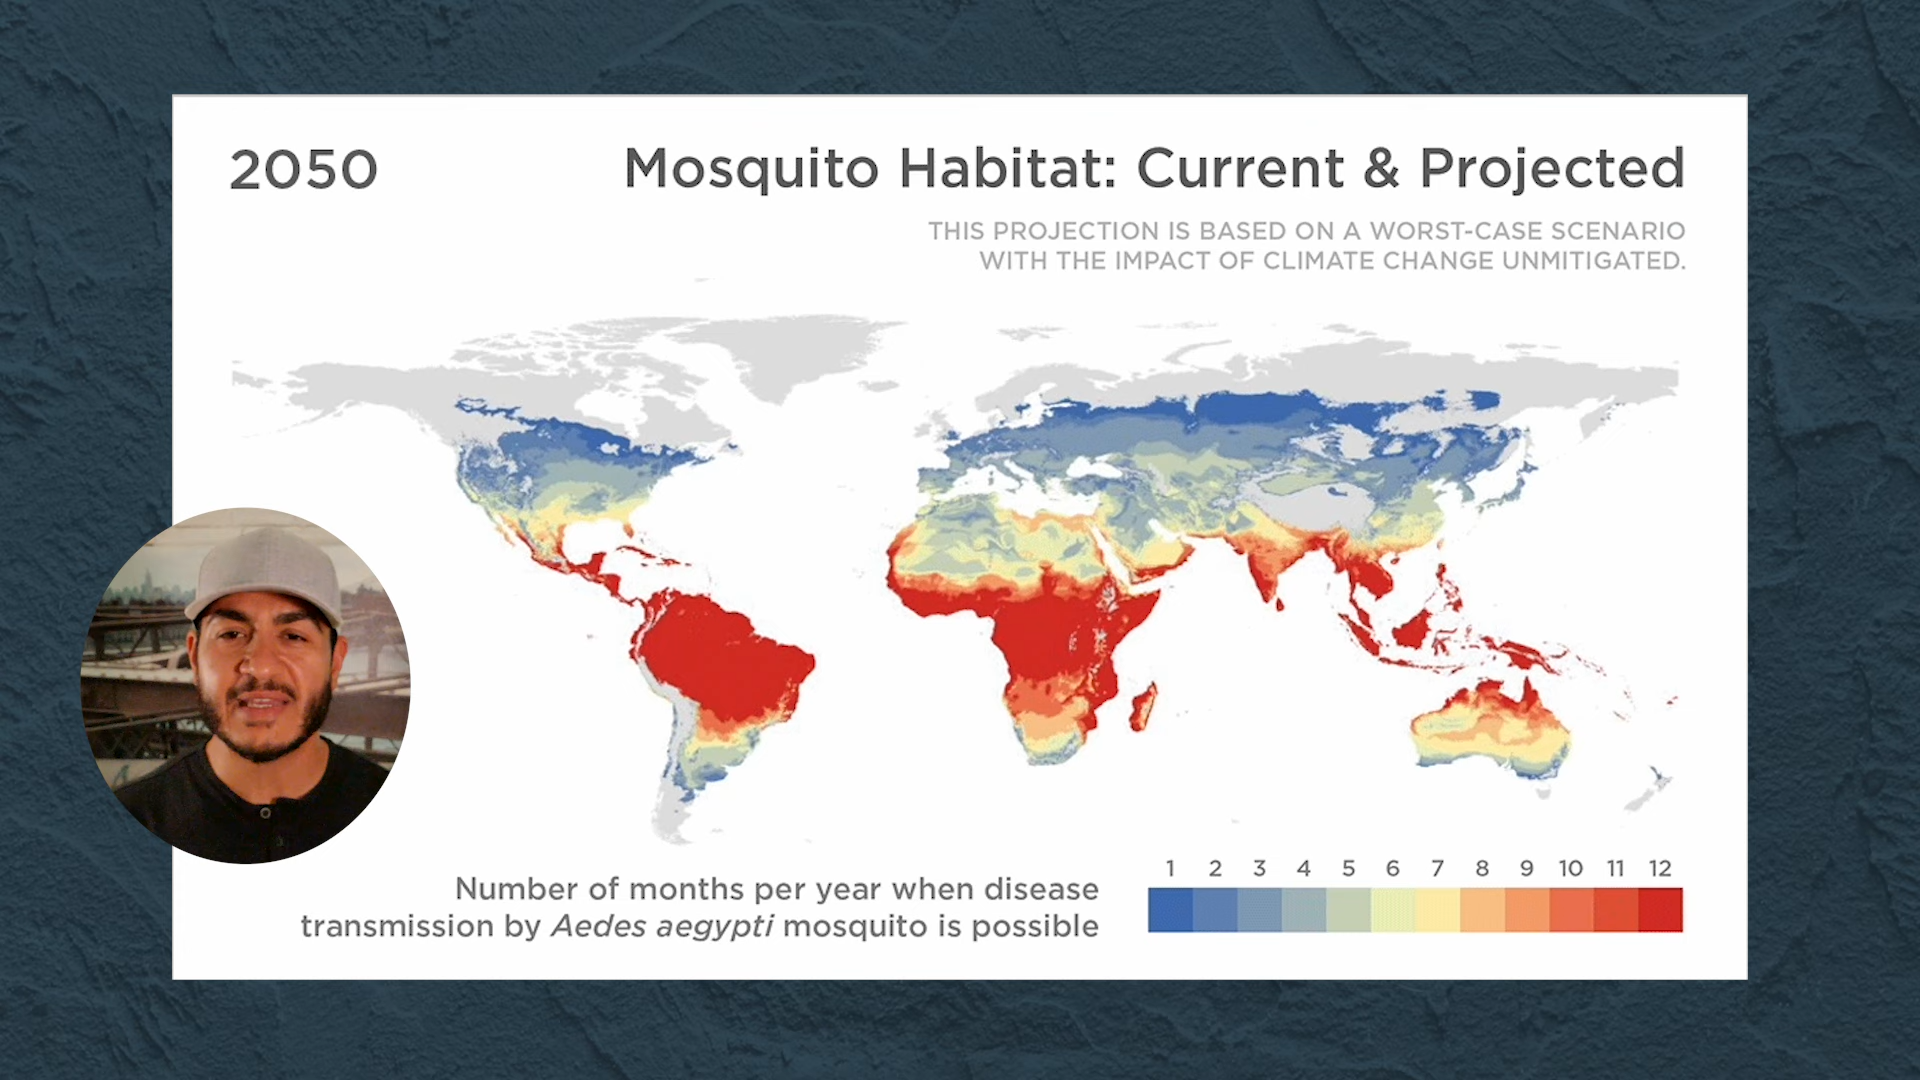 2050
Mosquito Habitat: Current & Projected
THIS PROJECTION IS BASED ON A WORST-CASE SCENARIO
WITH THE IMPACT OF CLIMATE CHANGE UNMITIGATED.
1 2 3 4 5 6 7 8 9 10 11 12
Number of months per year when disease
transmission by Aedes aegypti mosquito is possible